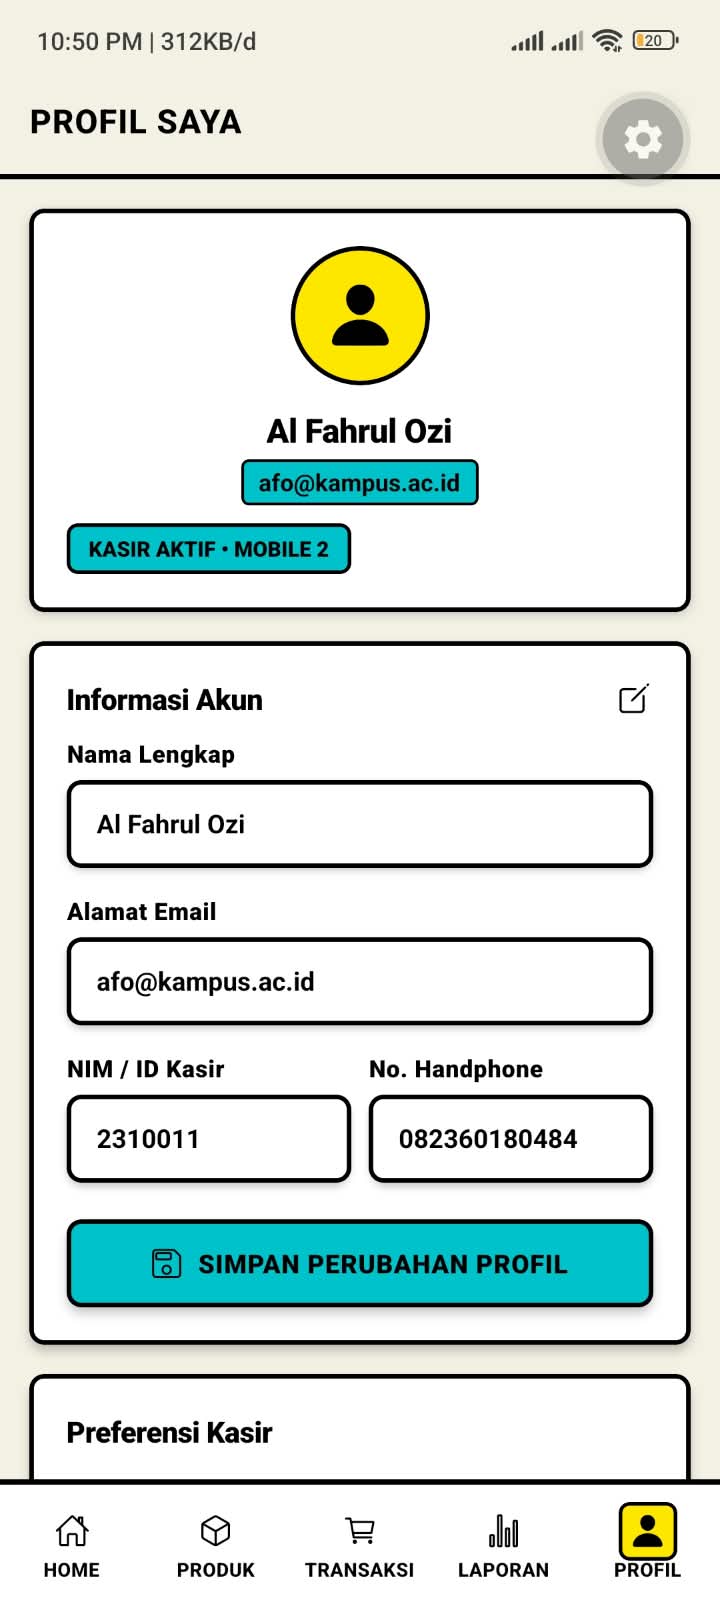 10:50 PM | 312KB/d
20
PROFIL SAYA
Al Fahrul Ozi
afo@kampus.ac.id
KASIR AKTIF • MOBILE 2
Informasi Akun
Nama Lengkap
Al Fahrul Ozi
Alamat Email
afo@kampus.ac.id
NIM / ID Kasir
2310011
No. Handphone
082360180484
SIMPAN PERUBAHAN PROFIL
Preferensi Kasir
HOME
PRODUK
TRANSAKSI
LAPORAN
PROFIL